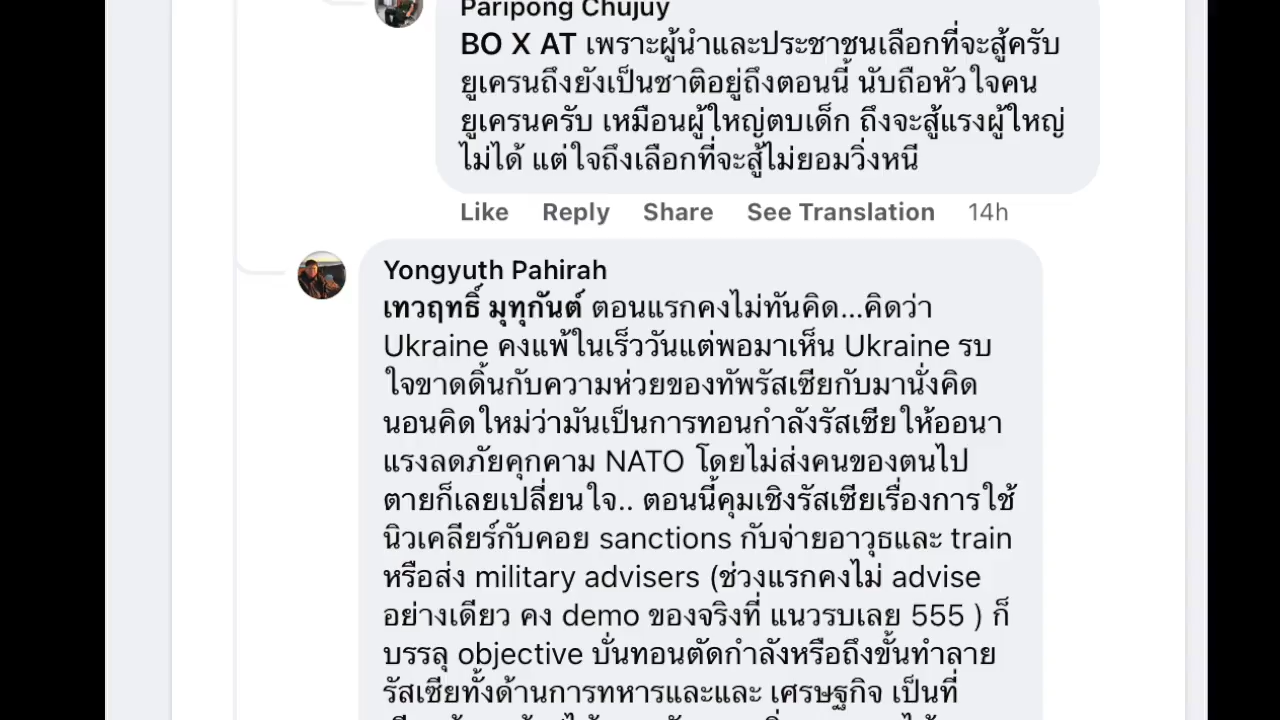 Paripong Chujuy
BO X AT เพราะผู้นำและประชาชนเลือกที่จะสู้ครับ
ยูเครนถึงยังเป็นชาติอยู่ถึงตอนนี้ นับถือหัวใจคน
ยูเครนครับ เหมือนผู้ใหญ่ตบเด็ก ถึงจะสู้แรงผู้ใหญ่
ไม่ได้ แต่ใจถึงเลือกที่จะสู้ไม่ยอมวิ่งหนี
Like Reply Share See Translation 14h
Yongyuth Pahirah
เทวฤทธิ์ มุทุกันต์ ตอนแรกคงไม่ทันคิด...คิดว่า
Ukraine คงแพ้ในเร็ววันแต่พอมาเห็น Ukraine รบ
ใจขาดดิ้นกับความห่วยของทัพรัสเซียกับมานั่งคิด
นอนคิดใหม่ว่ามันเป็นการทอนกำลังรัสเซียให้ออนา
แรงลดภัยคุกคาม NATO โดยไม่ส่งคนของตนไป
ตายก็เลยเปลี่ยนใจ.. ตอนนี้คุมเชิงรัสเซียเรื่องการใช้
นิวเคลียร์กับคอย sanctions กับจ่ายอาวุธและ train
หรือส่ง military advisers (ช่วงแรกคงไม่ advise
อย่างเดียว คง demo ของจริงที่ แนวรบเลย 555 ) ก็
บรรลุ objective บั่นทอนตัดกำลังหรือถึงขั้นทำลาย
รัสเซียทั้งด้านการทหารและและ เศรษฐกิจ เป็นที่